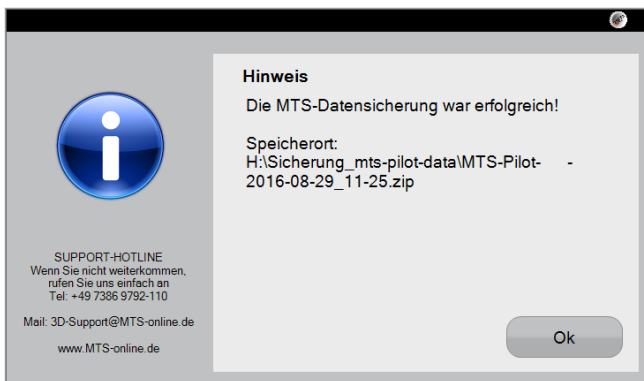 Hinweis
Die MTS-Datensicherung war erfolgreich!
Speicherort:
H:\Sicherung_mts-pilot-data\MTS-Pilot- -
2016-08-29_11-25.zip
SUPPORT-HOTLINE
Wenn Sie nicht weiterkommen,
rufen Sie uns einfach an
Tel: +49 7386 9792-110
Mail: 3D-Support@MTS-online.de
www.MTS-online.de
Ok